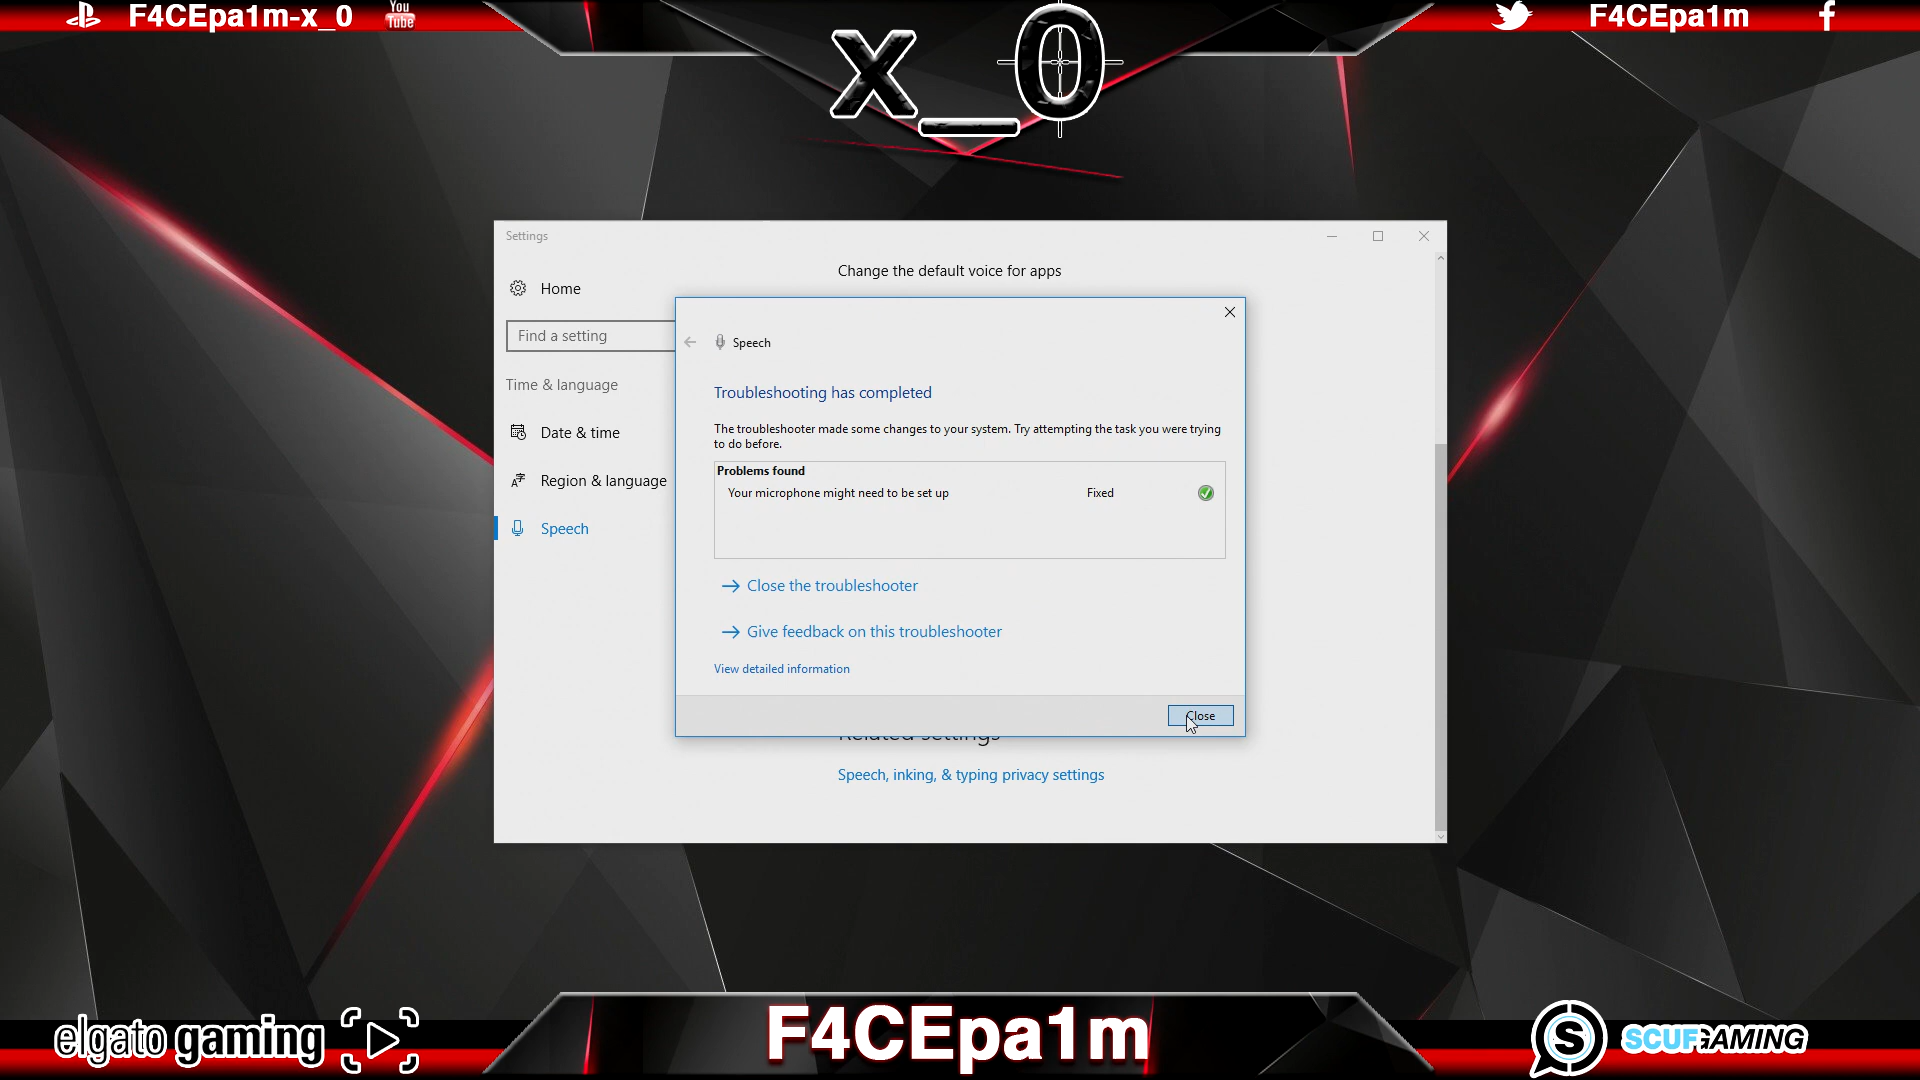 F4CEpa1m-x_0
You
Tube
x_0
F4CEpa1m
Settings
Change the default voice for apps
Home
Find a setting
Speech
Time & language
Troubleshooting has completed
Date & time
The troubleshooter made some changes to your system. Try attempting the task you were trying
to do before.
Problems found
Region & language
Your microphone might need to be set up Fixed
Speech
Close the troubleshooter
Give feedback on this troubleshooter
View detailed information
Close
Related settings
Speech, inking, & typing privacy settings
elgato gaming
F4CEpa1m
S
SCUFGAMING